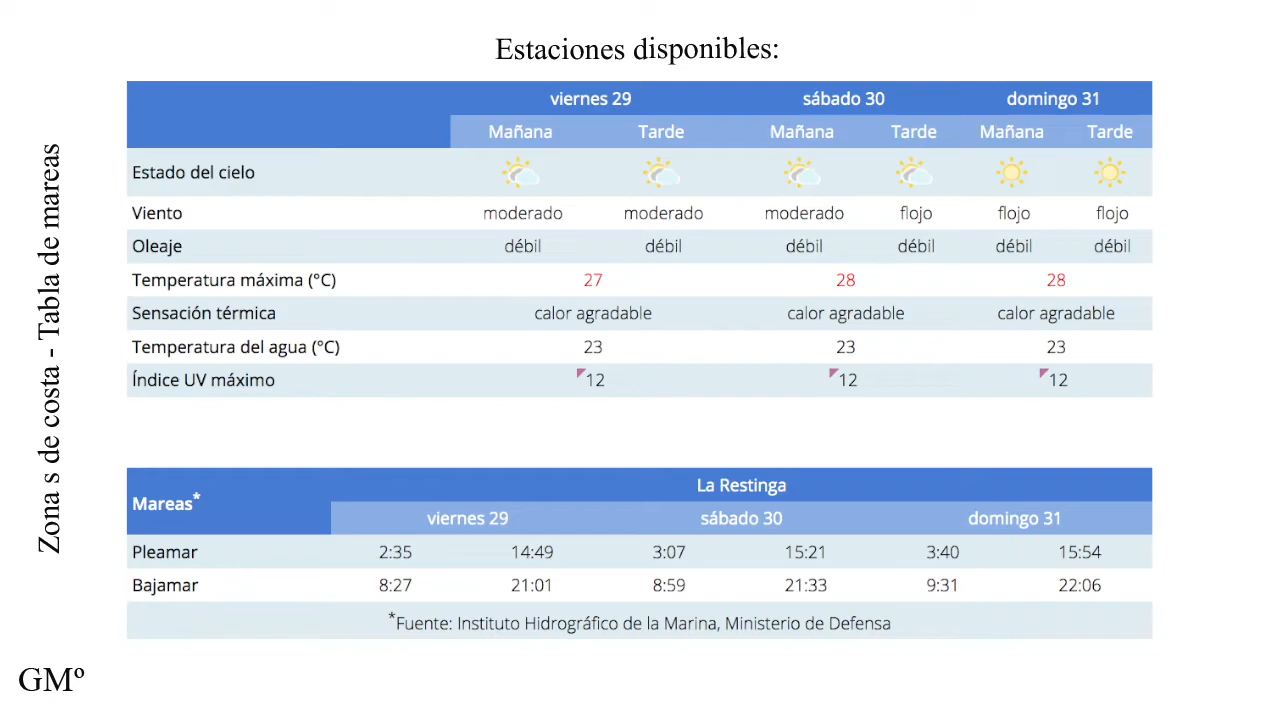 Estaciones disponibles:
viernes 29 sábado 30 domingo 31
Mañana Tarde Mañana Tarde Mañana Tarde
Estado del cielo
Viento moderado moderado moderado flojo flojo flojo
Oleaje débil débil débil débil débil débil
Temperatura máxima (°C) 27 28 28
Sensación térmica calor agradable calor agradable calor agradable
Temperatura del agua (°C) 23 23 23
Índice UV máximo 12 12 12
Zona s de costa - Tabla de mareas
La Restinga
Mareas*
viernes 29 sábado 30 domingo 31
Pleamar 2:35 14:49 3:07 15:21 3:40 15:54
Bajamar 8:27 21:01 8:59 21:33 9:31 22:06
*Fuente: Instituto Hidrográfico de la Marina, Ministerio de Defensa
GMº